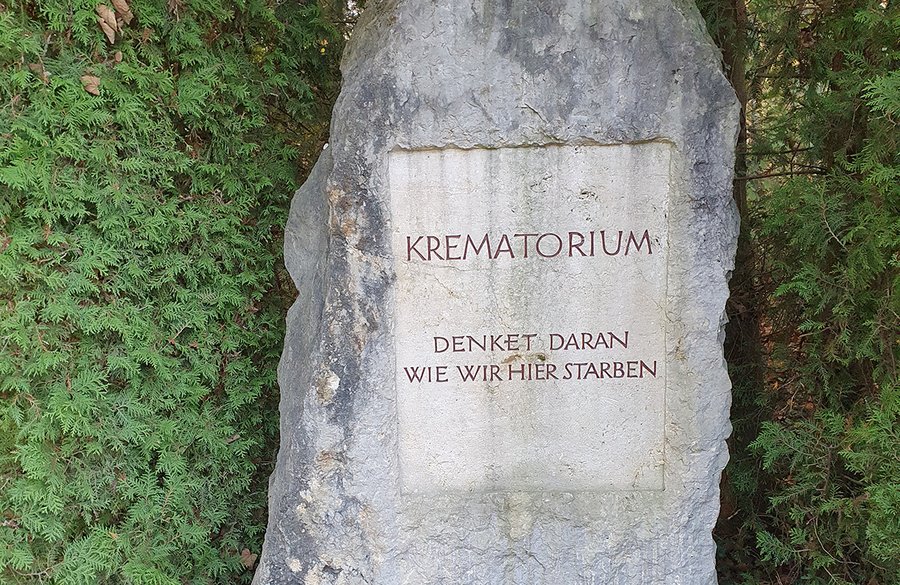 KREMATORIUM
DENKET DARAN
WIE WIR HIER STARBEN